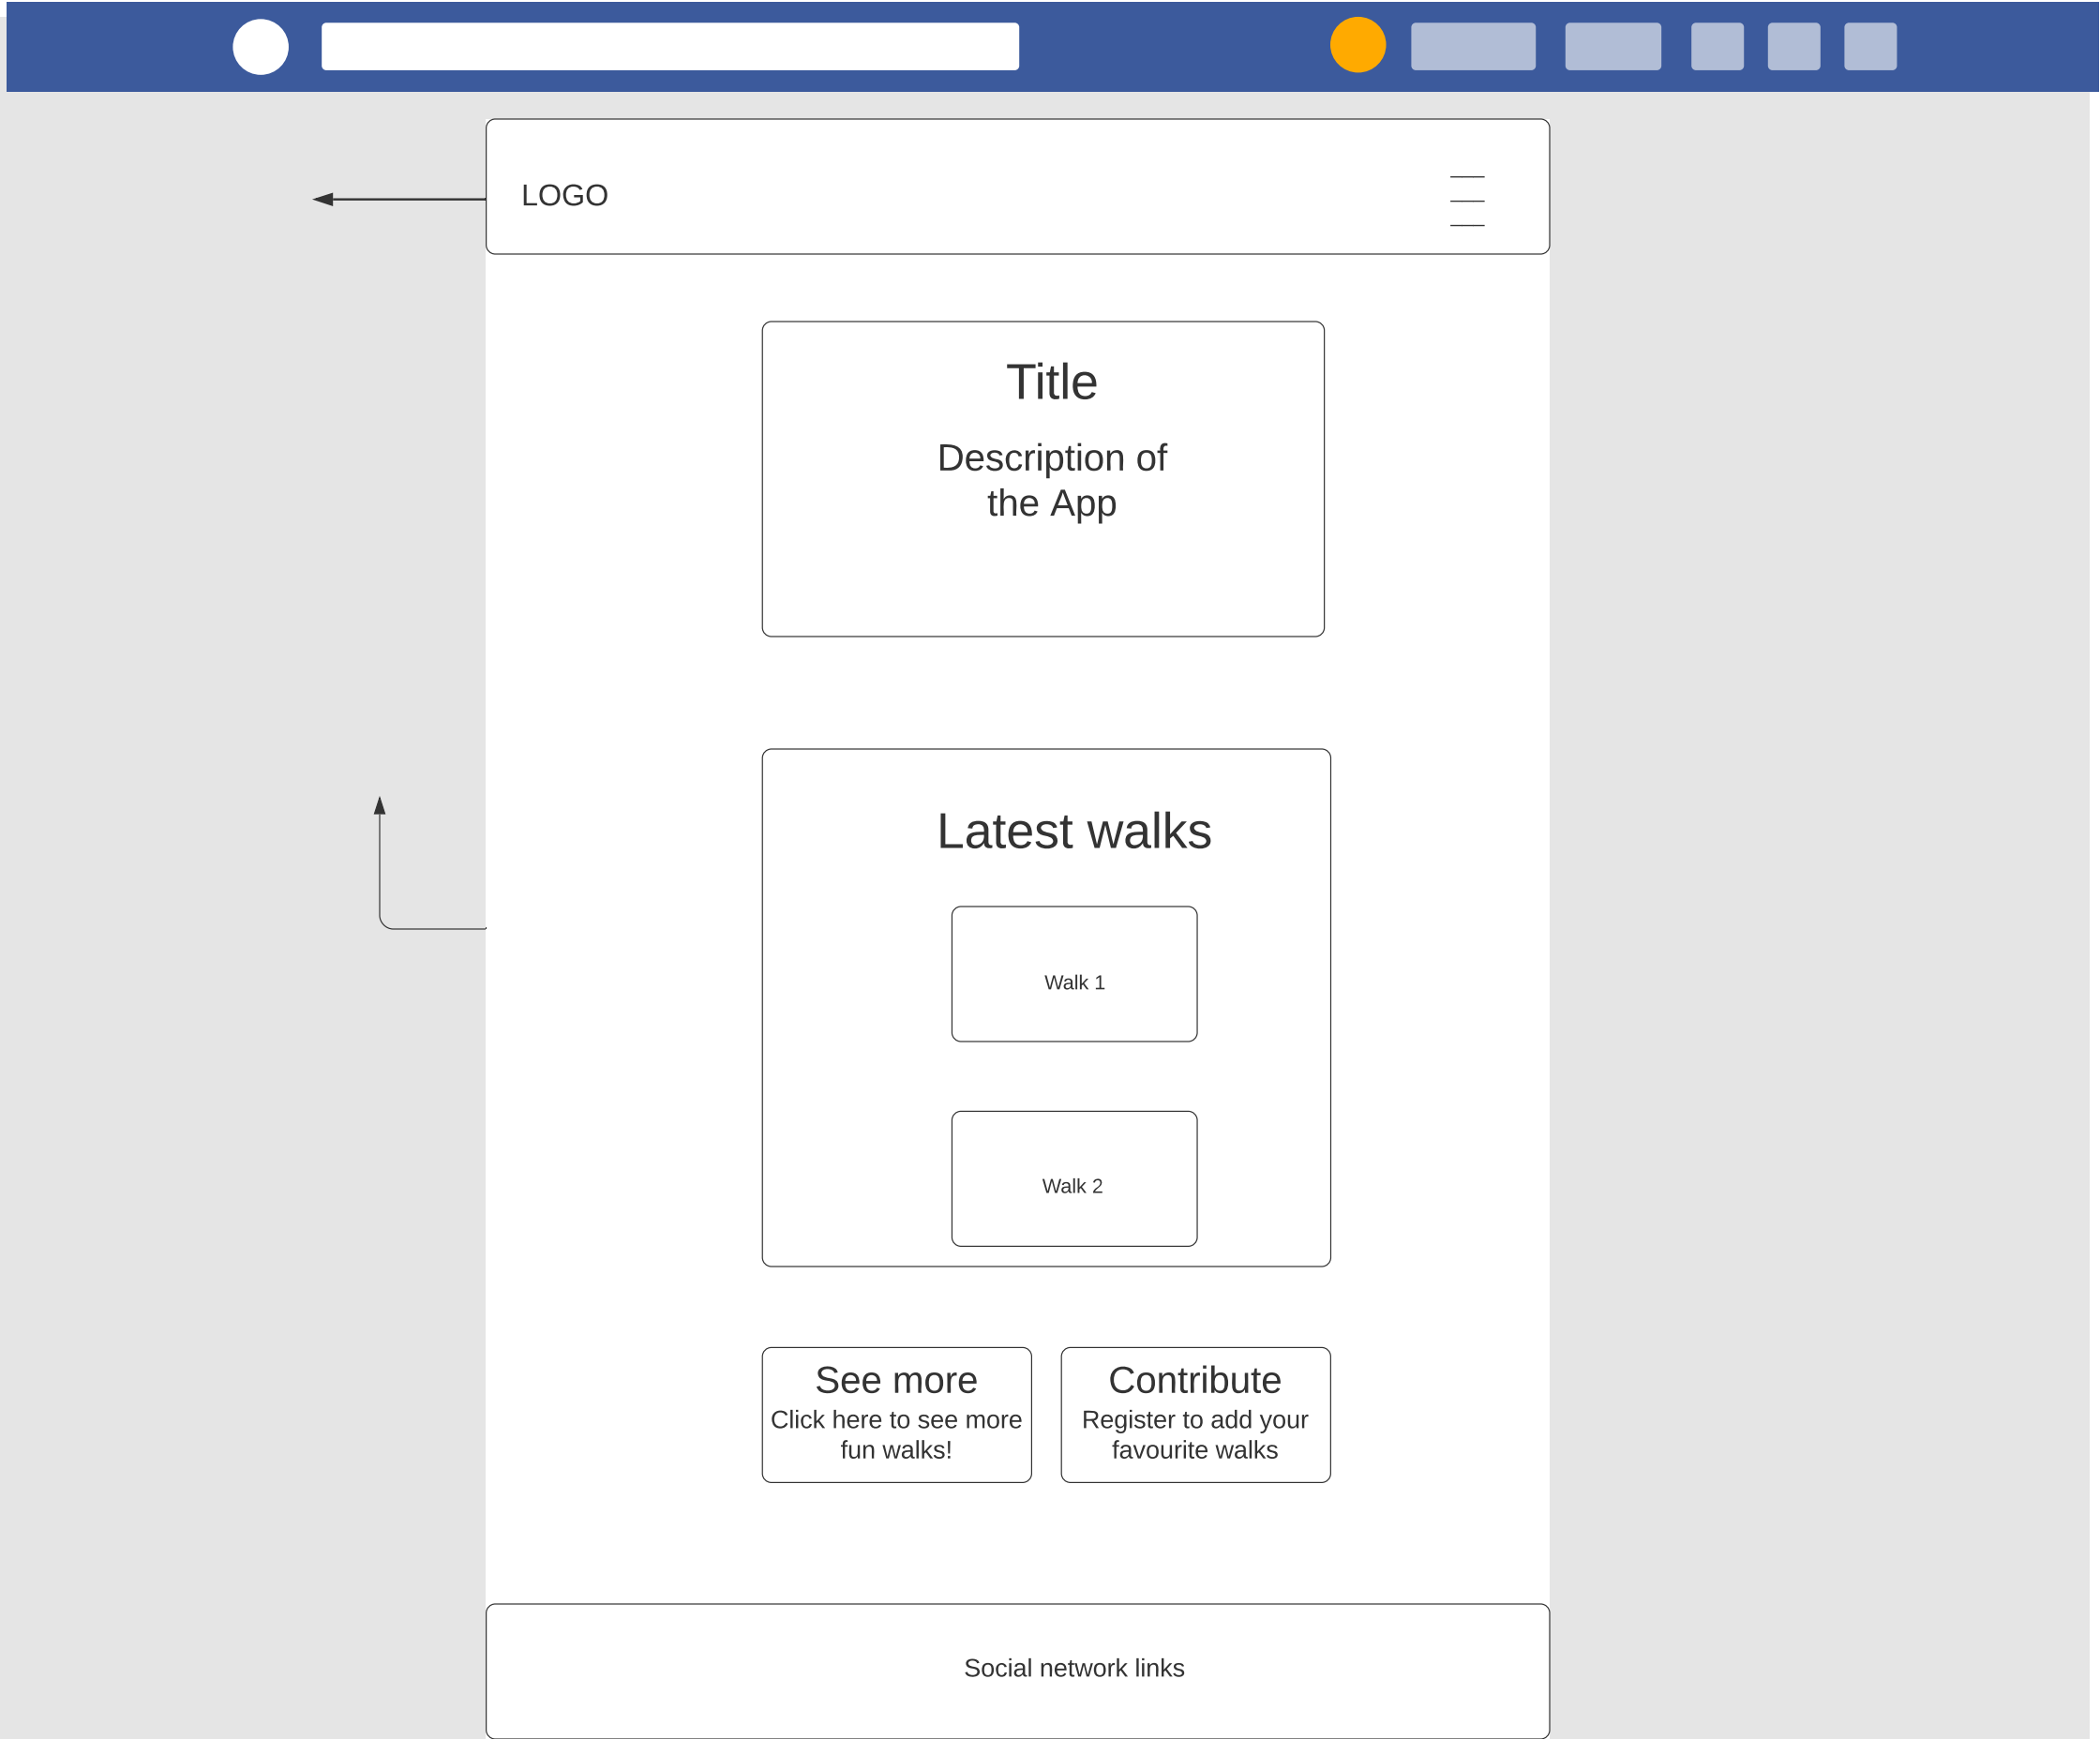 LOGO
Title
Description of
the App
Latest walks
Walk 1
Walk 2
See more
Click here to see more
fun walks!
Contribute
Register to add your
favourite walks
Social network links